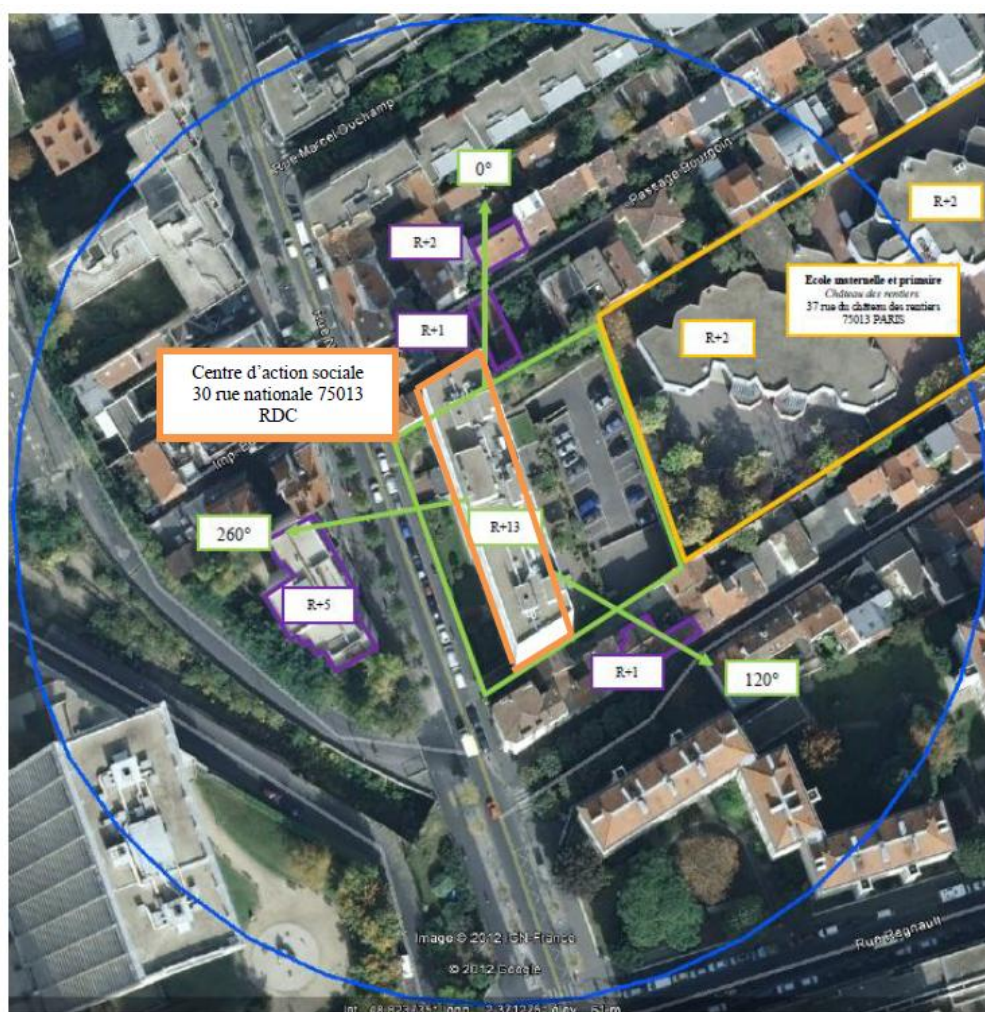 Rue Marcel Duchamp
0°
Passage Bourgoin
R+2
R+2
Ecole maternelle et primaire
Château des rentiers
37 rue du château des rentiers
75013 PARIS
R+1
R+2
Centre d’action sociale
30 rue nationale 75013
RDC
260°
R+13
R+5
R+1
120°
Image © 2012 IGN-France
Rue Regnault
© 2012 Google